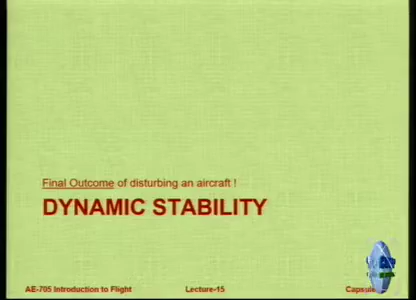 Final Outcome of disturbing an aircraft !
DYNAMIC STABILITY
AE-705 Introduction to Flight Lecture-15 Capsule